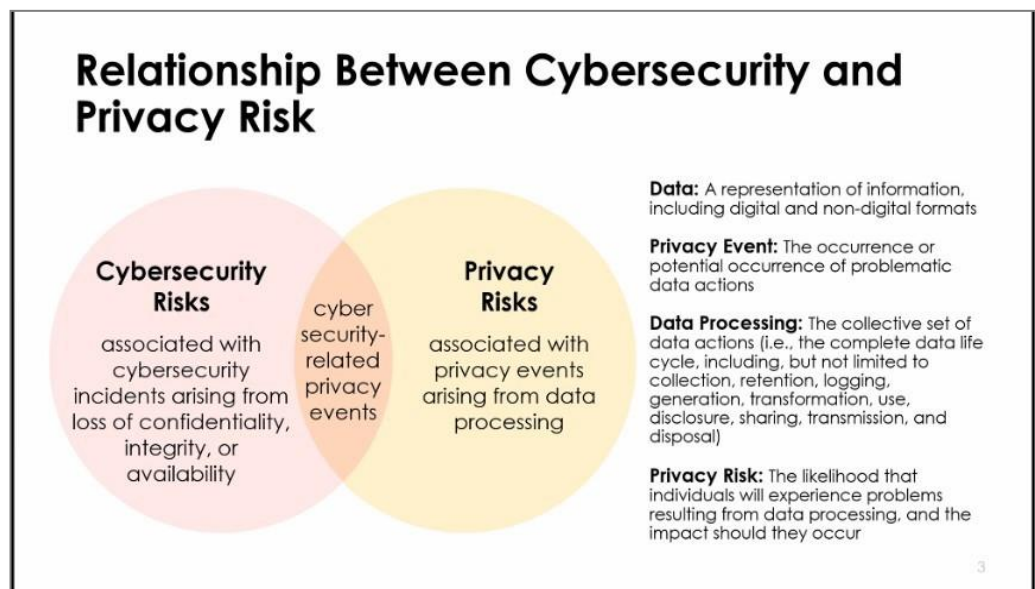 Relationship Between Cybersecurity and
Privacy Risk
Cybersecurity
Risks
associated with
cybersecurity
incidents arising from
loss of confidentiality,
integrity, or
availability
cyber
security-
related
privacy
events
Privacy
Risks
associated with
privacy events
arising from data
processing
Data: A representation of information,
including digital and non-digital formats
Privacy Event: The occurrence or
potential occurrence of problematic
data actions
Data Processing: The collective set of
data actions (i.e., the complete data life
cycle, including, but not limited to
collection, retention, logging,
generation, transformation, use,
disclosure, sharing, transmission, and
disposal)
Privacy Risk: The likelihood that
individuals will experience problems
resulting from data processing, and the
impact should they occur
3